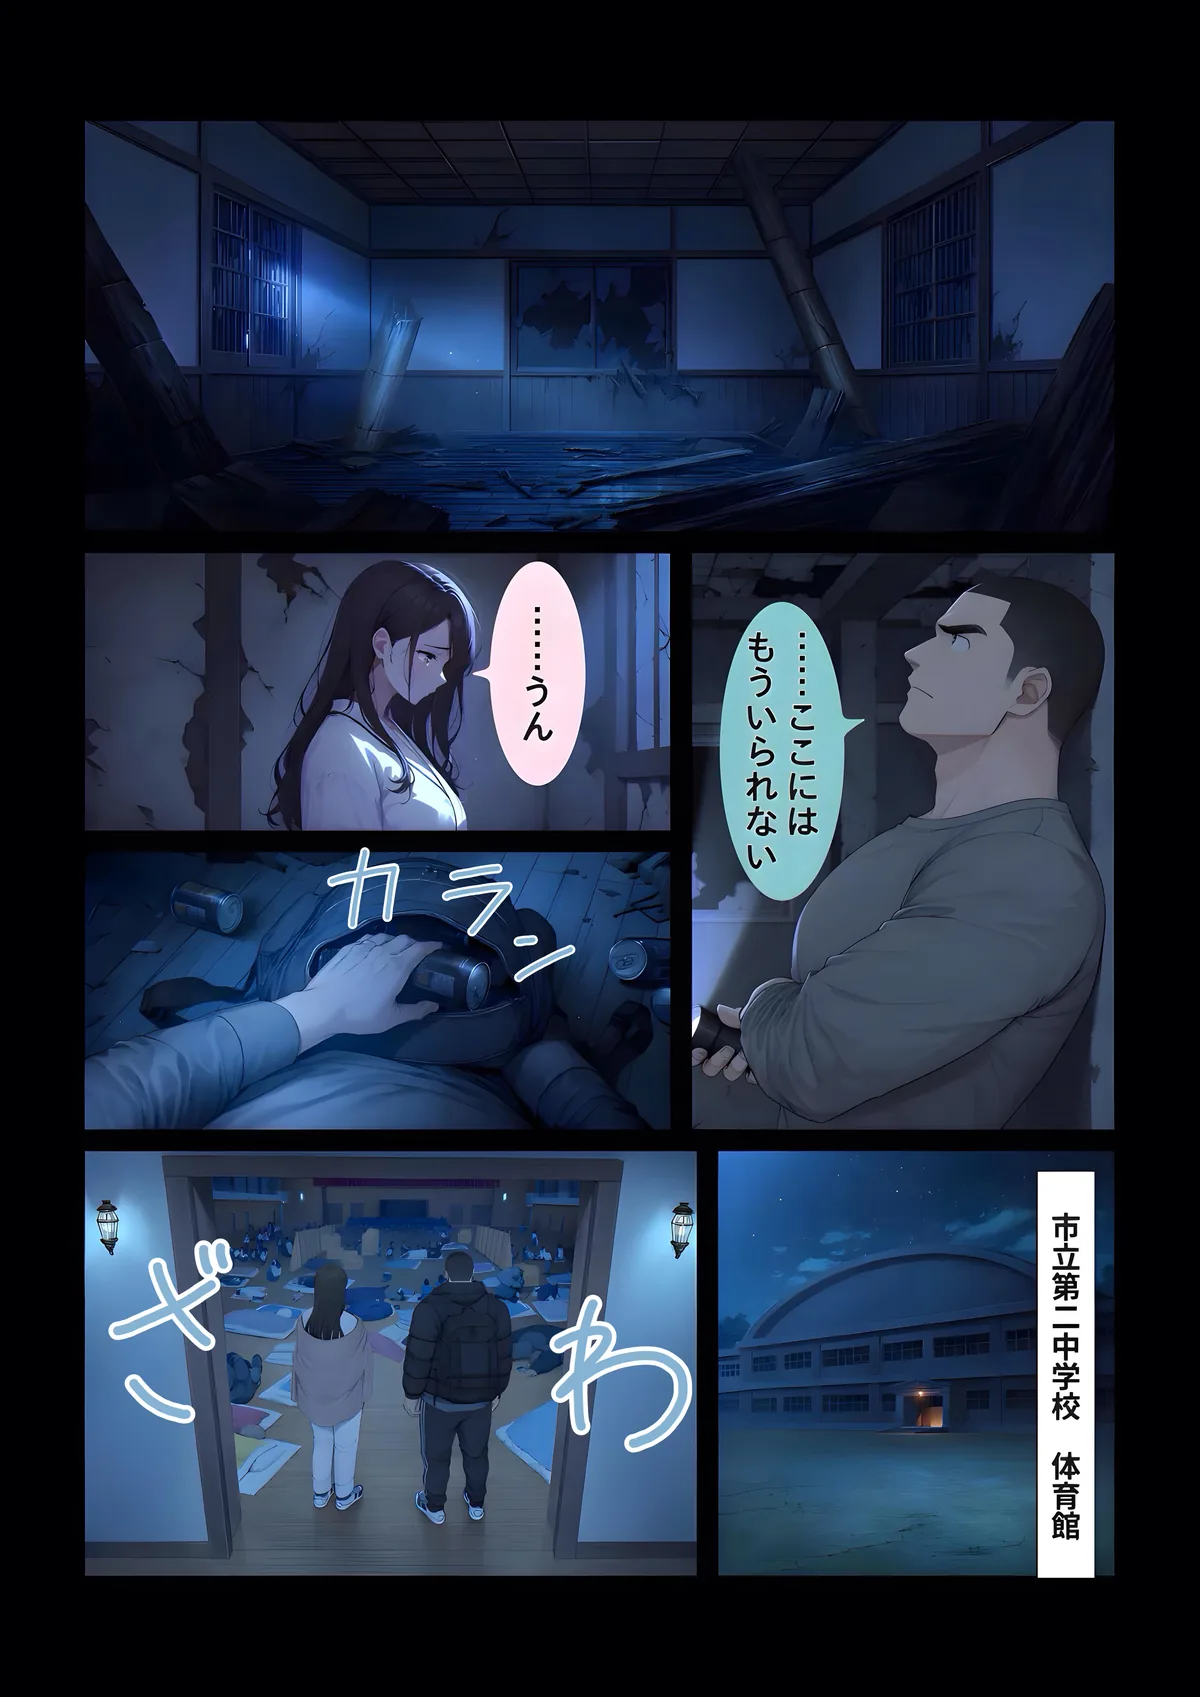 ……ここには
もういられない
……うん
カラン
市立第二中学校　体育館
ざわ